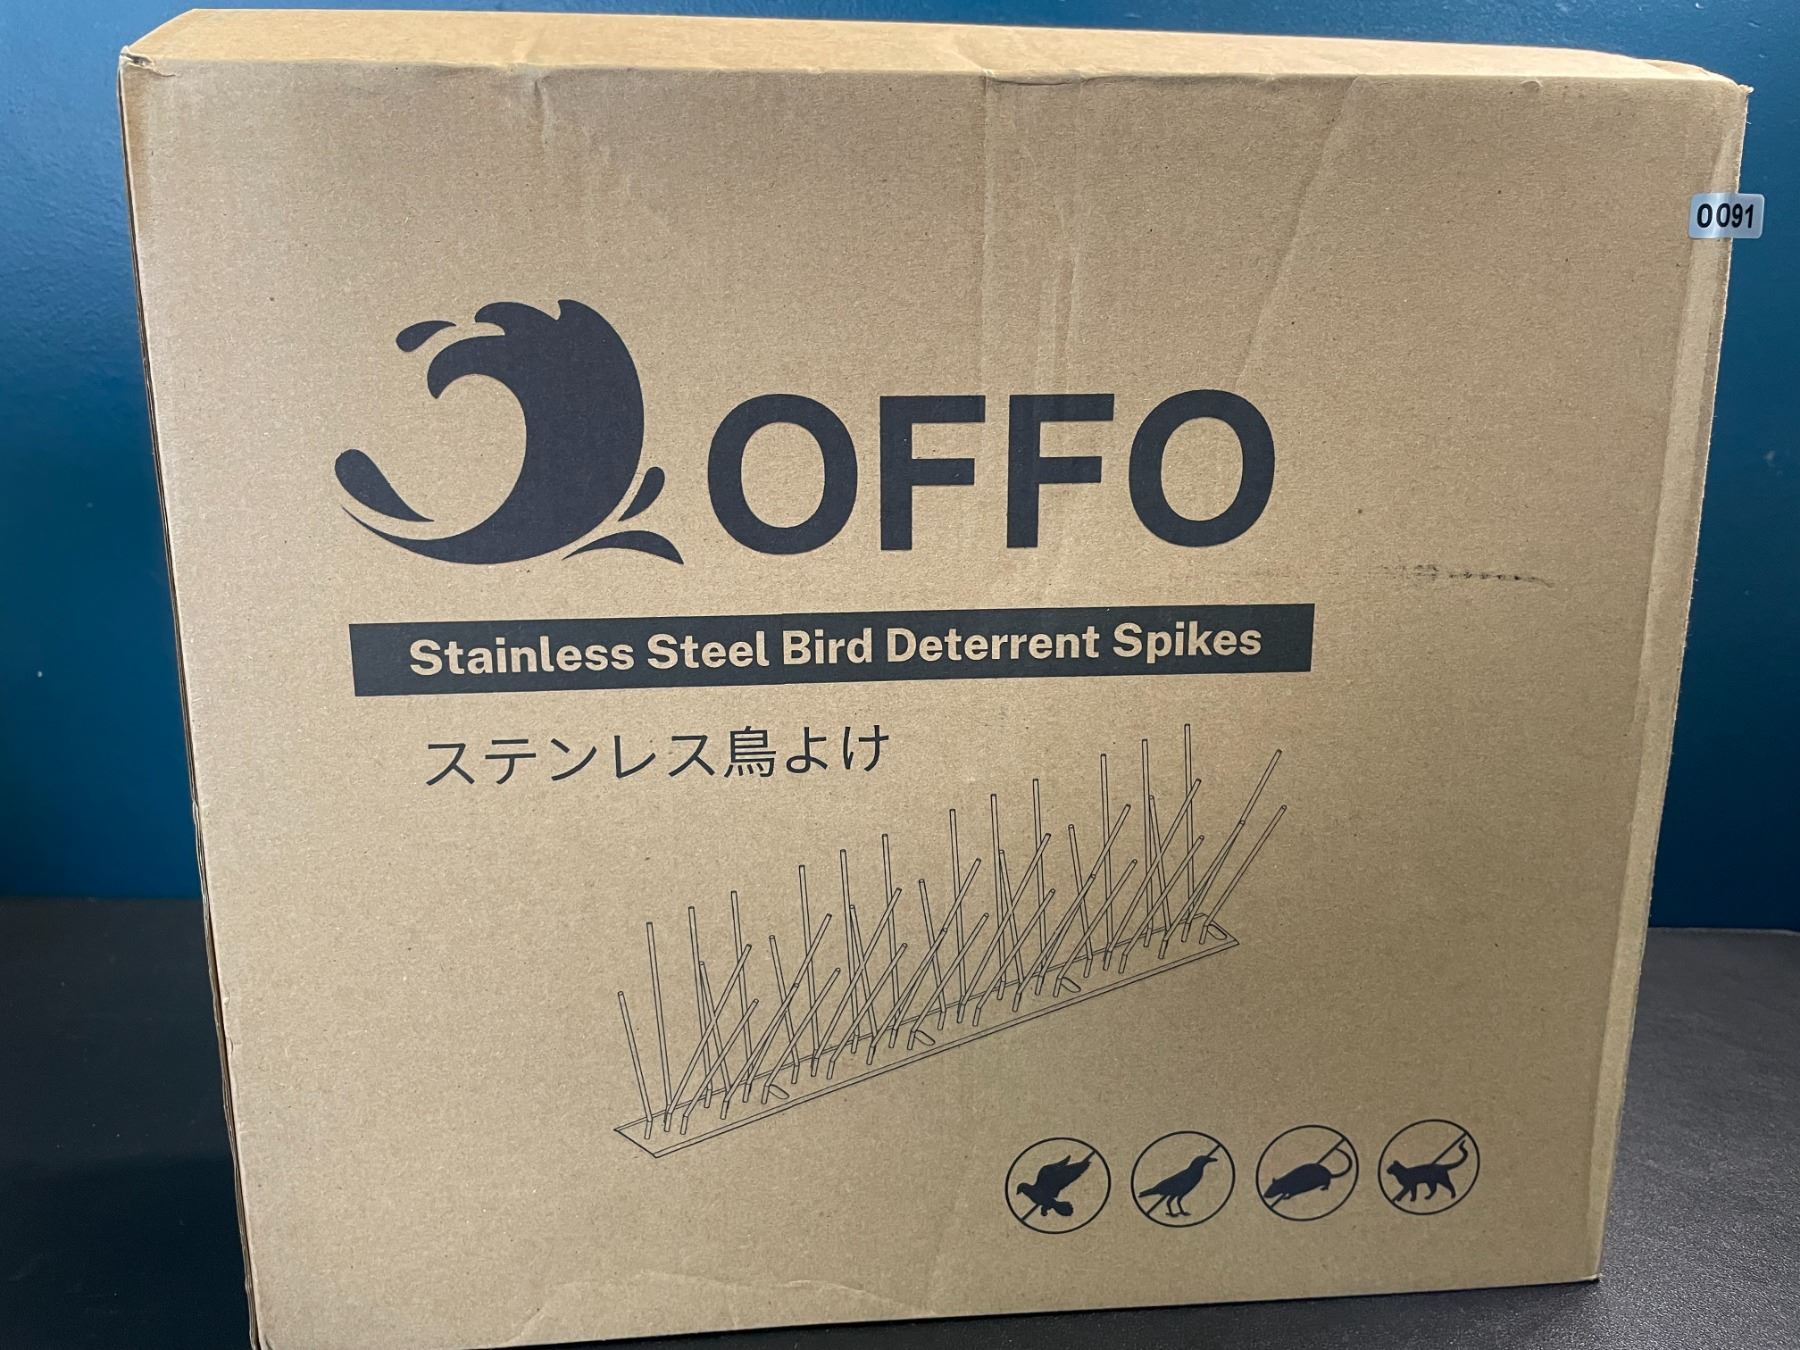 0091
OFFO
Stainless Steel Bird Deterrent Spikes
ステンレス鳥よけ